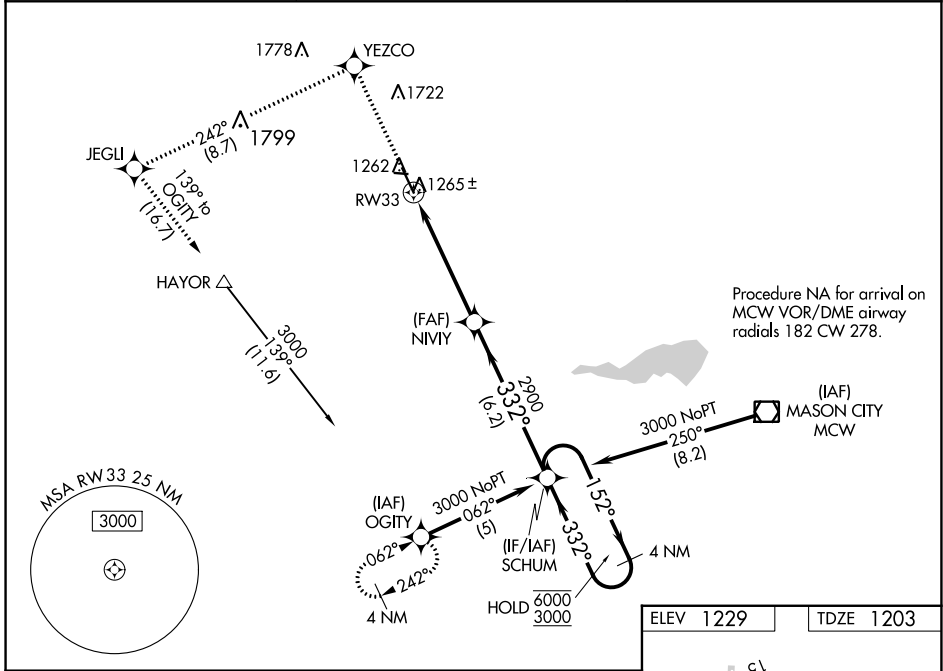 1778
YEZCO
1722
242°
(8.7)
1799
JEGLI
139° to
OGITY
(16.7)
1262
1265 ±
RW33
HAYOR
3000
139°
(11.6)
(FAF)
NIVIY
Procedure NA for arrival on
MCW VOR/DME airway
radials 182 CW 278.
2900
332°
(6.2)
(IAF)
MASON CITY
MCW
3000 NoPT
250°
(8.2)
MSA RW33 25 NM
3000
(IAF)
OGITY
3000 NoPT
062°
(5)
(IF/IAF)
SCHUM
152°
332°
4 NM
062°
242°
4 NM
HOLD
6000
3000
ELEV 1229
TDZE 1203